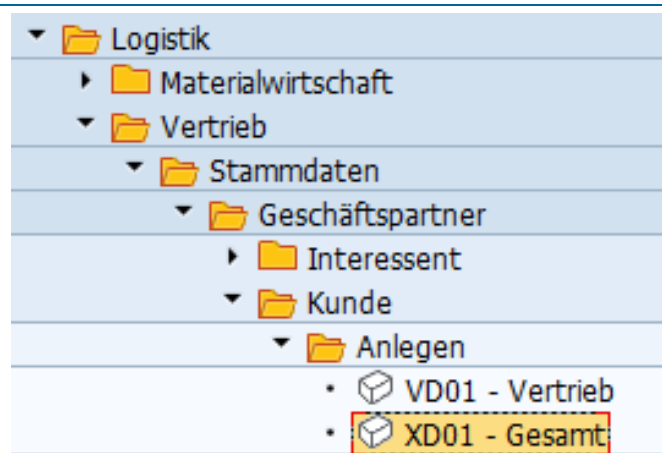 Logistik
Materialwirtschaft
Vertrieb
Stammdaten
Geschäftspartner
Interessent
Kunde
Anlegen
VD01 - Vertrieb
XD01 - Gesamt